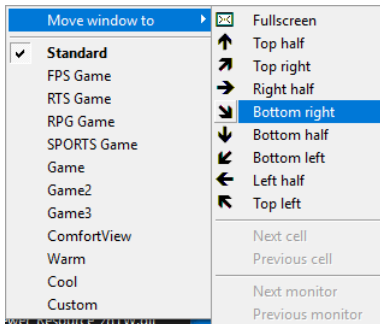 Move window to
Standard
FPS Game
RTS Game
RPG Game
SPORTS Game
Game
Game2
Game3
ComfortView
Warm
Cool
Custom
Fullscreen
Top half
Top right
Right half
Bottom right
Bottom half
Bottom left
Left half
Top left
Next cell
Previous cell
Next monitor
Previous monitor